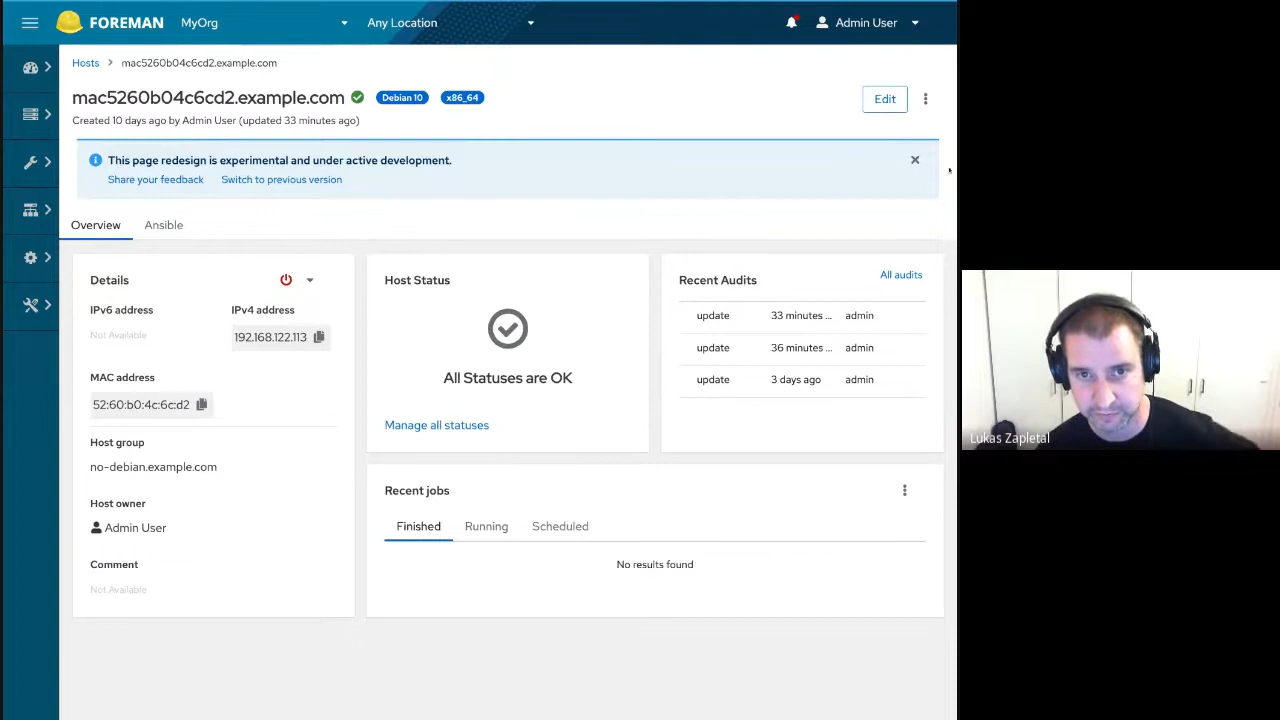 FOREMAN MyOrg Any Location Admin User
Hosts > mac5260b04c6cd2.example.com
mac5260b04c6cd2.example.com Debian 10 x86_64 Edit
Created 10 days ago by Admin User (updated 33 minutes ago)
This page redesign is experimental and under active development.
Share your feedback Switch to previous version
Overview Ansible
Details
IPv6 address IPv4 address
Not Available 192.168.122.113
MAC address
52:60:b0:4c:6c:d2
Host group
no-debian.example.com
Host owner
Admin User
Comment
Not Available
Host Status
All Statuses are OK
Manage all statuses
Recent Audits All audits
update 33 minutes ... admin
update 36 minutes ... admin
update 3 days ago admin
Recent jobs
Finished Running Scheduled
No results found
Lukas Zapletal